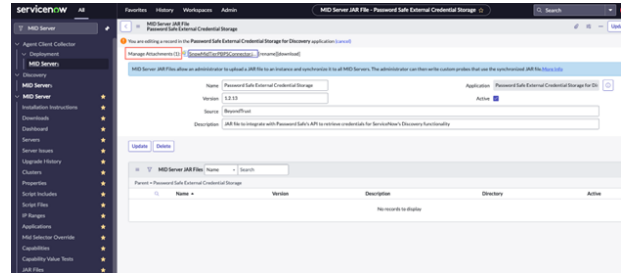 servicenow All Favorites History Workspaces Admin MID Server JAR File - Password Safe External Credential Storage Search
MID Server
MID Server JAR File
Password Safe External Credential Storage
Agent Client Collector
Deployment
MID Servers
Discovery
MID Servers
MID Server
Installation Instructions
Downloads
Dashboard
Servers
Server Issues
Upgrade History
Clusters
Properties
Script Includes
Script Files
IP Ranges
Applications
Mid Selector Override
Capabilities
Capability Value Tests
JAR Files
You are editing a record in the Password Safe External Credential Storage for Discovery application (cancel)
Manage Attachments (1): [rename] [download]
MID Server JAR Files allow an administrator to upload a JAR file to an instance and synchronize it to all MID Servers. The administrator can then write custom probes that use the synchronized JAR file. More Info
Name Password Safe External Credential Storage
Application Password Safe External Credential Storage for Di
Version 1.2.13
Active
Source BeyondTrust
Description JAR file to integrate with Password Safe's API to retrieve credentials for ServiceNow's Discovery functionality
Update Delete
MID Server JAR Files Name Search
Parent = Password Safe External Credential Storage
Name Version Description Directory Active
No records to display